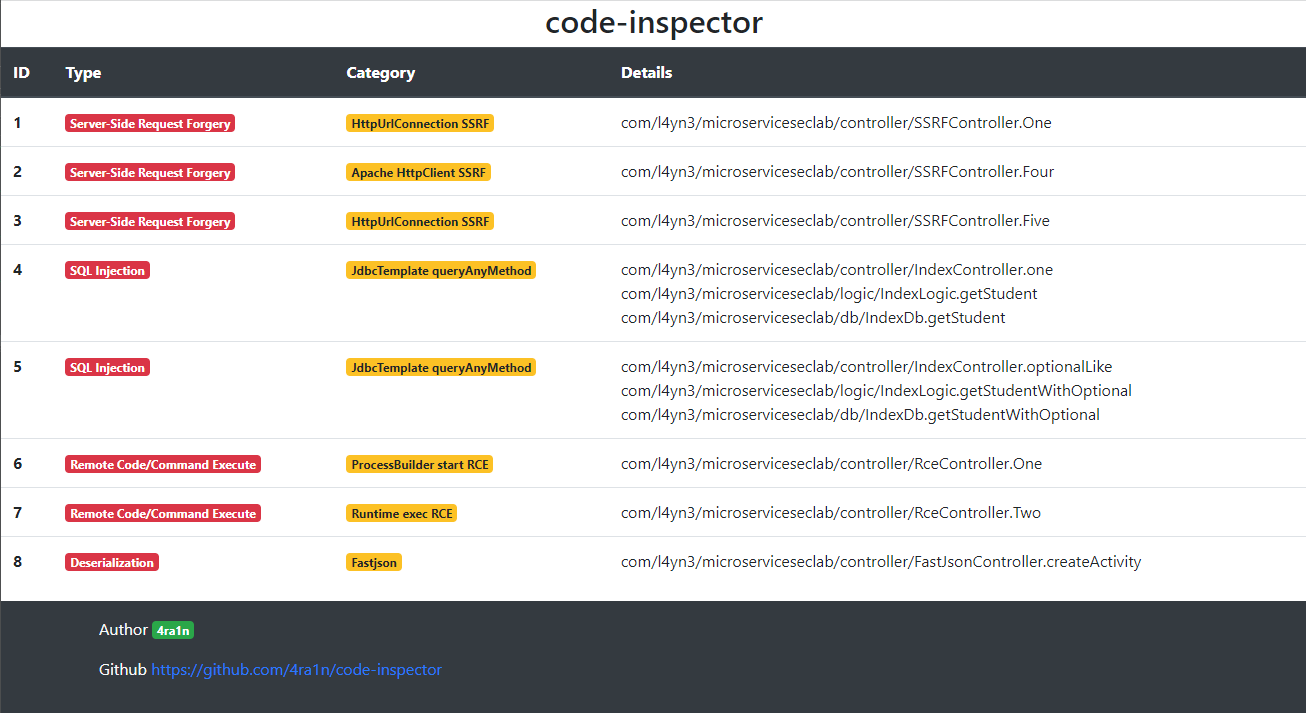 code-inspector
ID Type Category Details
1 Server-Side Request Forgery HttpUrlConnection SSRF com/l4yn3/microserviceseclab/controller/SSRFController.One
2 Server-Side Request Forgery Apache HttpClient SSRF com/l4yn3/microserviceseclab/controller/SSRFController.Four
3 Server-Side Request Forgery HttpUrlConnection SSRF com/l4yn3/microserviceseclab/controller/SSRFController.Five
4 SQL Injection JdbcTemplate queryAnyMethod com/l4yn3/microserviceseclab/controller/IndexController.one
com/l4yn3/microserviceseclab/logic/IndexLogic.getStudent
com/l4yn3/microserviceseclab/db/IndexDb.getStudent
5 SQL Injection JdbcTemplate queryAnyMethod com/l4yn3/microserviceseclab/controller/IndexController.optionalLike
com/l4yn3/microserviceseclab/logic/IndexLogic.getStudentWithOptional
com/l4yn3/microserviceseclab/db/IndexDb.getStudentWithOptional
6 Remote Code/Command Execute ProcessBuilder start RCE com/l4yn3/microserviceseclab/controller/RceController.One
7 Remote Code/Command Execute Runtime exec RCE com/l4yn3/microserviceseclab/controller/RceController.Two
8 Deserialization Fastjson com/l4yn3/microserviceseclab/controller/FastJsonController.createActivity
Author 4ra1n
Github https://github.com/4ra1n/code-inspector